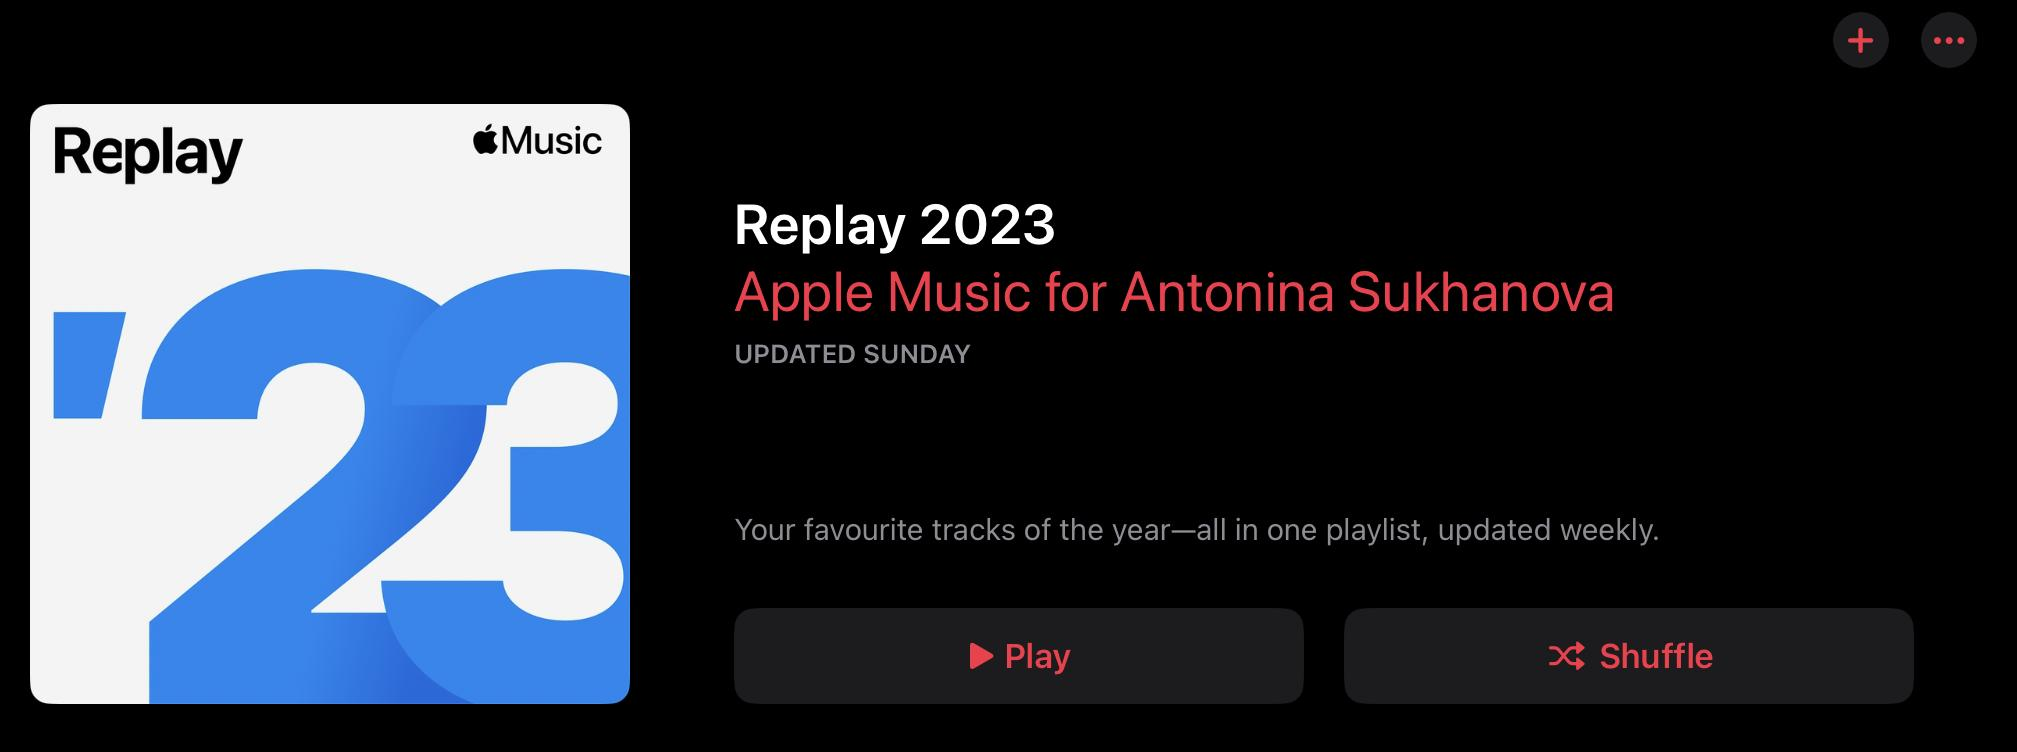 Replay
Music
'23
Replay 2023
Apple Music for Antonina Sukhanova
UPDATED SUNDAY
Your favourite tracks of the year—all in one playlist, updated weekly.
Play
Shuffle